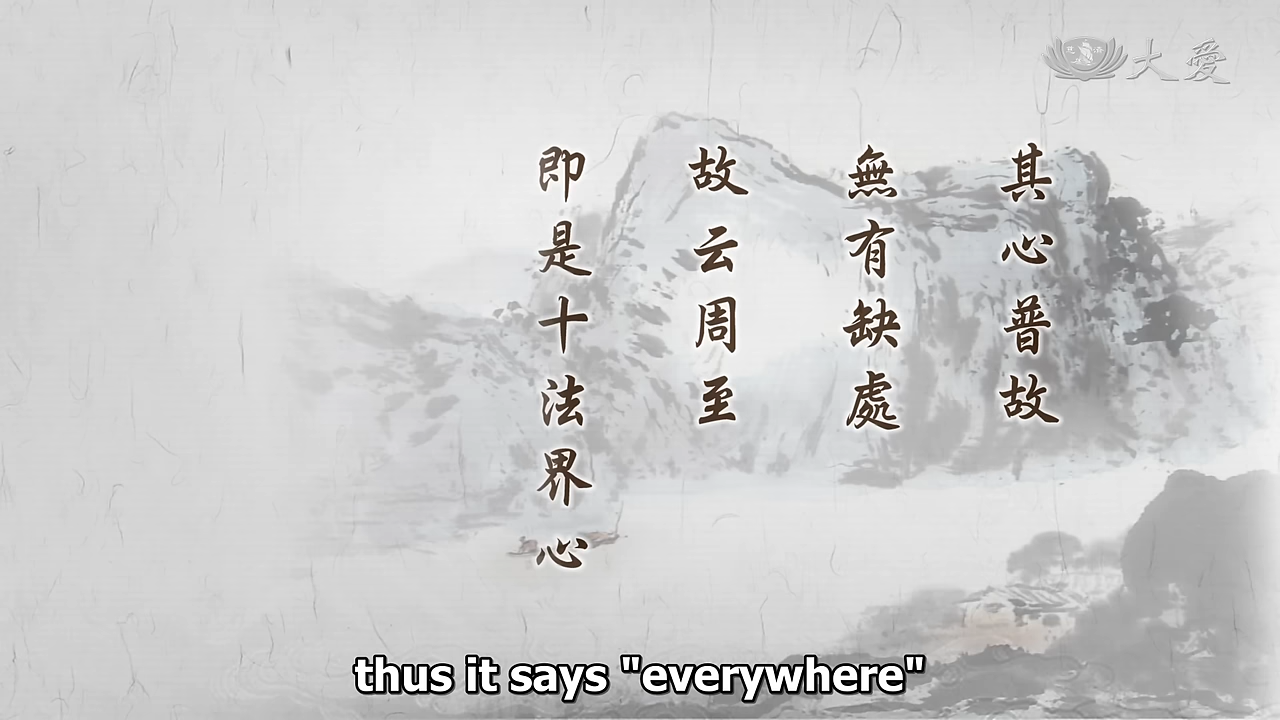 大愛
其心普故
無有缺處
故云周至
即是十法界心
thus it says "everywhere"